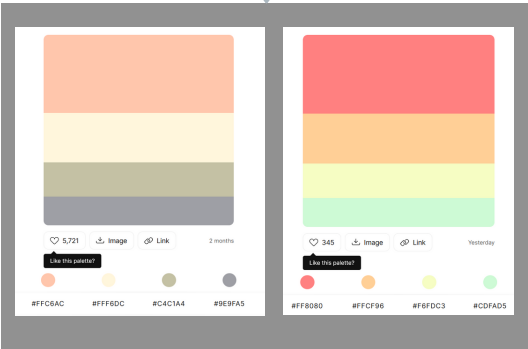 5,721 Image Link 2 months
Like this palette?
#FFC6AC #FFF6DC #C4C1A4 #9E9FA5
345 Image Link Yesterday
Like this palette?
#FF8080 #FFCF96 #F6FDC3 #CDFAD5